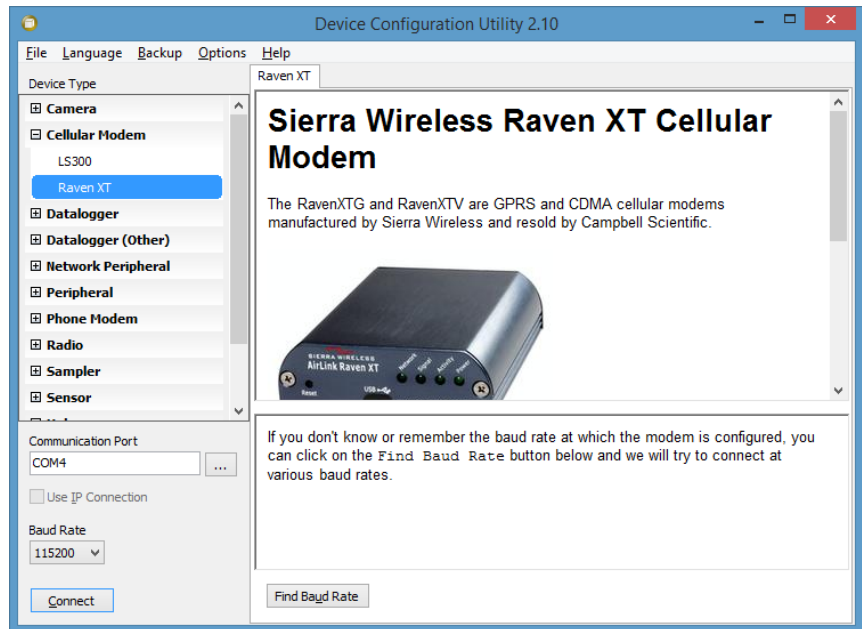 Device Configuration Utility 2.10
File Language Backup Options Help
Device Type
Camera
Cellular Modem
LS300
Raven XT
Datalogger
Datalogger (Other)
Network Peripheral
Peripheral
Phone Modem
Radio
Sampler
Sensor
Communication Port
COM4
...
Use IP Connection
Baud Rate
115200
Connect
Raven XT
Sierra Wireless Raven XT Cellular
Modem
The RavenXTG and RavenXTV are GPRS and CDMA cellular modems
manufactured by Sierra Wireless and resold by Campbell Scientific.
SIERRA WIRELESS
AirLink Raven XT
Network Signal Activity Power
Reset
USB
If you don't know or remember the baud rate at which the modem is configured, you
can click on the Find Baud Rate button below and we will try to connect at
various baud rates.
Find Baud Rate